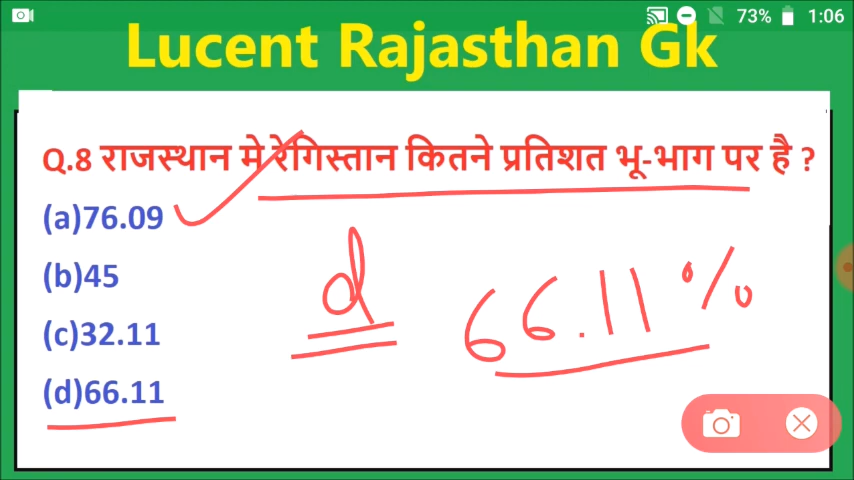 73% 1:06
Lucent Rajasthan Gk
Q.8 राजस्थान मे रेगिस्तान कितने प्रतिशत भू-भाग पर है ?
(a)76.09
(b)45
(c)32.11
(d)66.11
d
66.11%